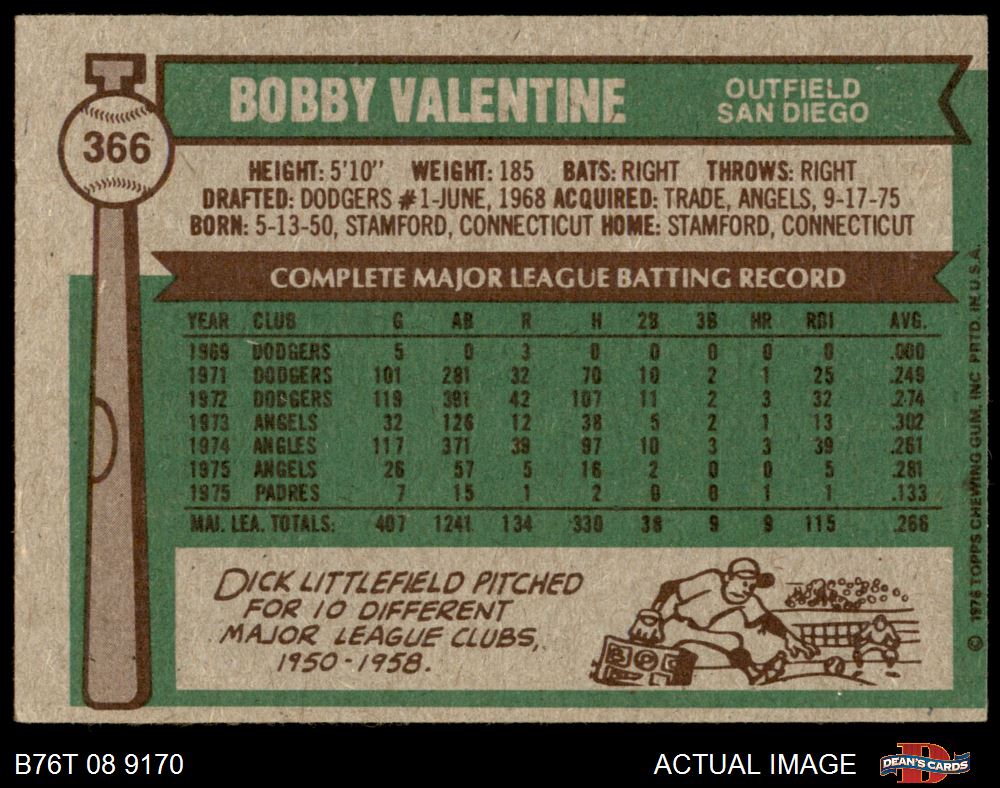 366
BOBBY VALENTINE
OUTFIELD
SAN DIEGO
HEIGHT: 5'10" WEIGHT: 185 BATS: RIGHT THROWS: RIGHT
DRAFTED: DODGERS #1-JUNE, 1968 ACQUIRED: TRADE, ANGELS, 9-17-75
BORN: 5-13-50, STAMFORD, CONNECTICUT HOME: STAMFORD, CONNECTICUT
COMPLETE MAJOR LEAGUE BATTING RECORD
YEAR CLUB G AB R H 2B 3B HR RBI AVG.
1969 DODGERS 5 0 3 0 0 0 0 0 .000
1971 DODGERS 101 281 32 70 10 2 1 25 .249
1972 DODGERS 119 391 42 107 11 2 3 32 .274
1973 ANGELS 32 126 12 38 5 2 1 13 .302
1974 ANGLES 117 371 39 97 10 3 3 39 .261
1975 ANGELS 26 57 5 16 2 0 0 5 .281
1975 PADRES 7 15 1 2 0 0 1 1 .133
MAJ. LEA. TOTALS: 407 1241 134 330 38 9 9 115 .266
DICK LITTLEFIELD PITCHED
FOR 10 DIFFERENT
MAJOR LEAGUE CLUBS,
1950-1958.
© 1976 TOPPS CHEWING GUM, INC PRTD. IN U.S.A.
B76T 08 9170
ACTUAL IMAGE
D
DEAN'S CARDS